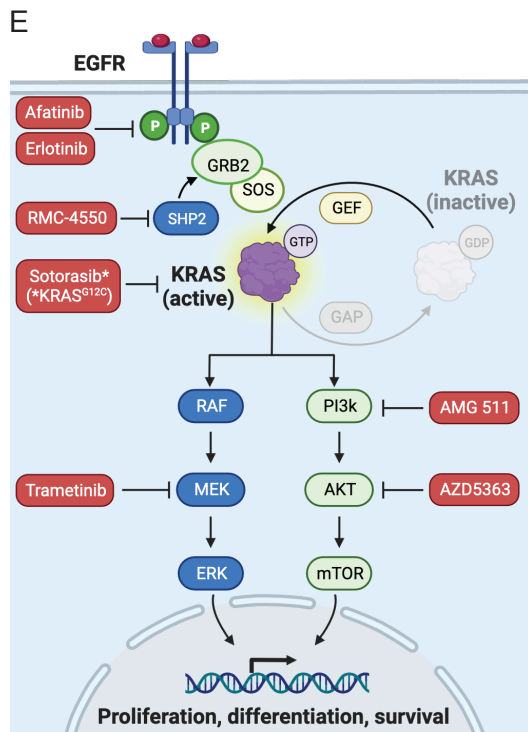 E
EGFR
Afatinib
Erlotinib
P
P
GRB2
SOS
RMC-4550
SHP2
GEF
KRAS
(inactive)
GTP
GDP
Sotorasib*
(*KRASG12C)
KRAS
(active)
GAP
RAF
PI3k
AMG 511
Trametinib
MEK
AKT
AZD5363
ERK
mTOR
Proliferation, differentiation, survival